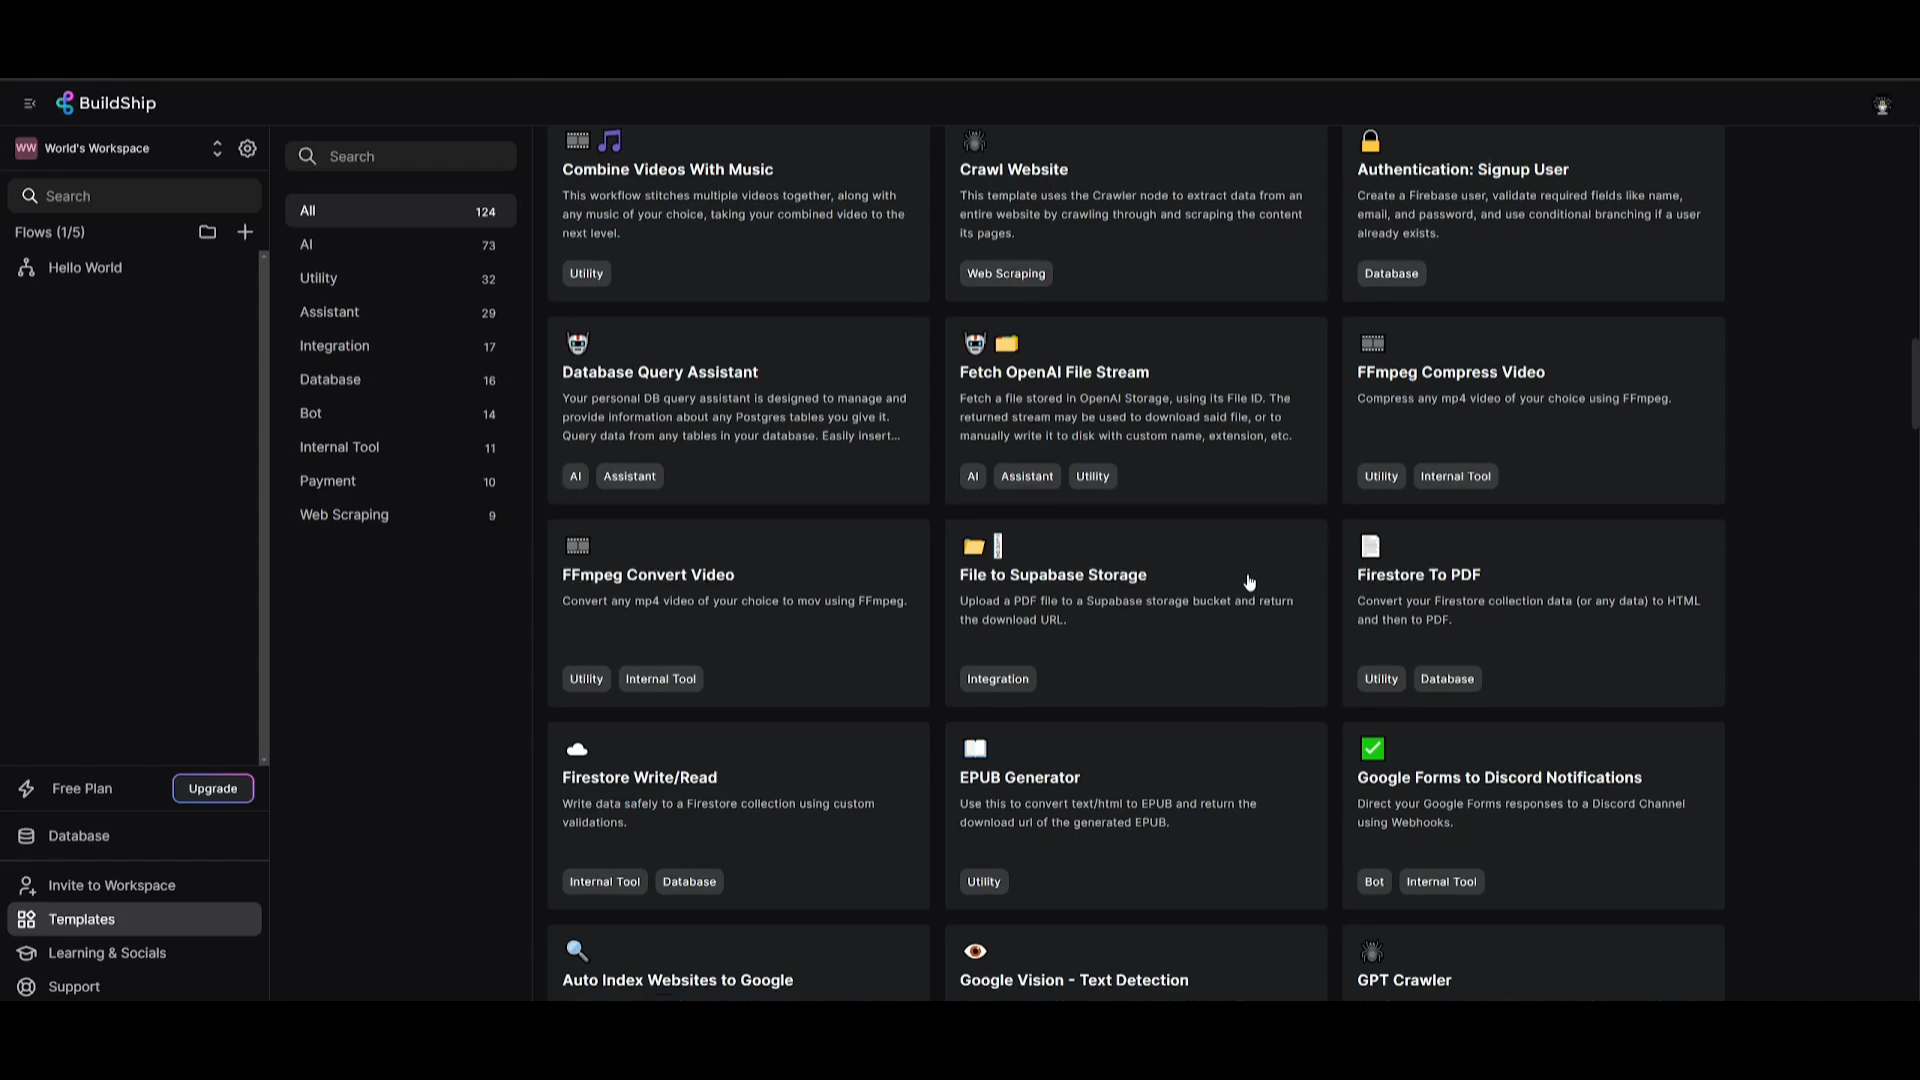 BuildShip
WW World's Workspace
Search
Flows (1/5)
Hello World
Free Plan
Upgrade
Database
Invite to Workspace
Templates
Learning & Socials
Support
Search
All 124
AI 73
Utility 32
Assistant 29
Integration 17
Database 16
Bot 14
Internal Tool 11
Payment 10
Web Scraping 9
Combine Videos With Music
This workflow stitches multiple videos together, along with
any music of your choice, taking your combined video to the
next level.
Utility
Crawl Website
This template uses the Crawler node to extract data from an
entire website by crawling through and scraping the content
its pages.
Web Scraping
Authentication: Signup User
Create a Firebase user, validate required fields like name,
email, and password, and use conditional branching if a user
already exists.
Database
Database Query Assistant
Your personal DB query assistant is designed to manage and
provide information about any Postgres tables you give it.
Query data from any tables in your database. Easily insert...
AI Assistant
Fetch OpenAI File Stream
Fetch a file stored in OpenAI Storage, using its File ID. The
returned stream may be used to download said file, or to
manually write it to disk with custom name, extension, etc.
AI Assistant Utility
FFmpeg Compress Video
Compress any mp4 video of your choice using FFmpeg.
Utility Internal Tool
FFmpeg Convert Video
Convert any mp4 video of your choice to mov using FFmpeg.
Utility Internal Tool
File to Supabase Storage
Upload a PDF file to a Supabase storage bucket and return
the download URL.
Integration
Firestore To PDF
Convert your Firestore collection data (or any data) to HTML
and then to PDF.
Utility Database
Firestore Write/Read
Write data safely to a Firestore collection using custom
validations.
Internal Tool Database
EPUB Generator
Use this to convert text/html to EPUB and return the
download url of the generated EPUB.
Utility
Google Forms to Discord Notifications
Direct your Google Forms responses to a Discord Channel
using Webhooks.
Bot Internal Tool
Auto Index Websites to Google
Google Vision - Text Detection
GPT Crawler